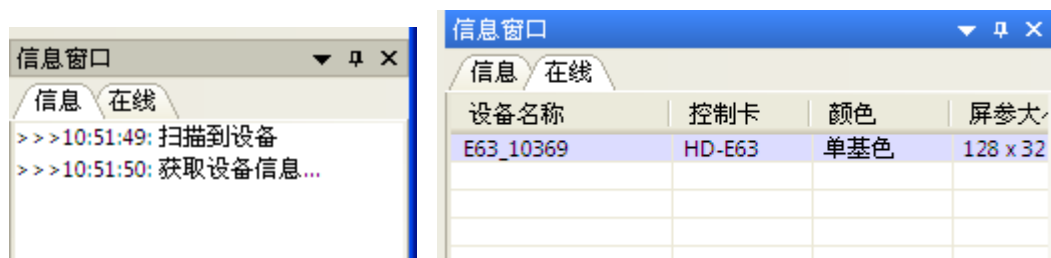 信息窗口
信息 在线
>>>10:51:49: 扫描到设备
>>>10:51:50: 获取设备信息...
信息窗口
信息 在线
设备名称 控制卡 颜色 屏参大
E63_10369 HD-E63 单基色 128 x 32